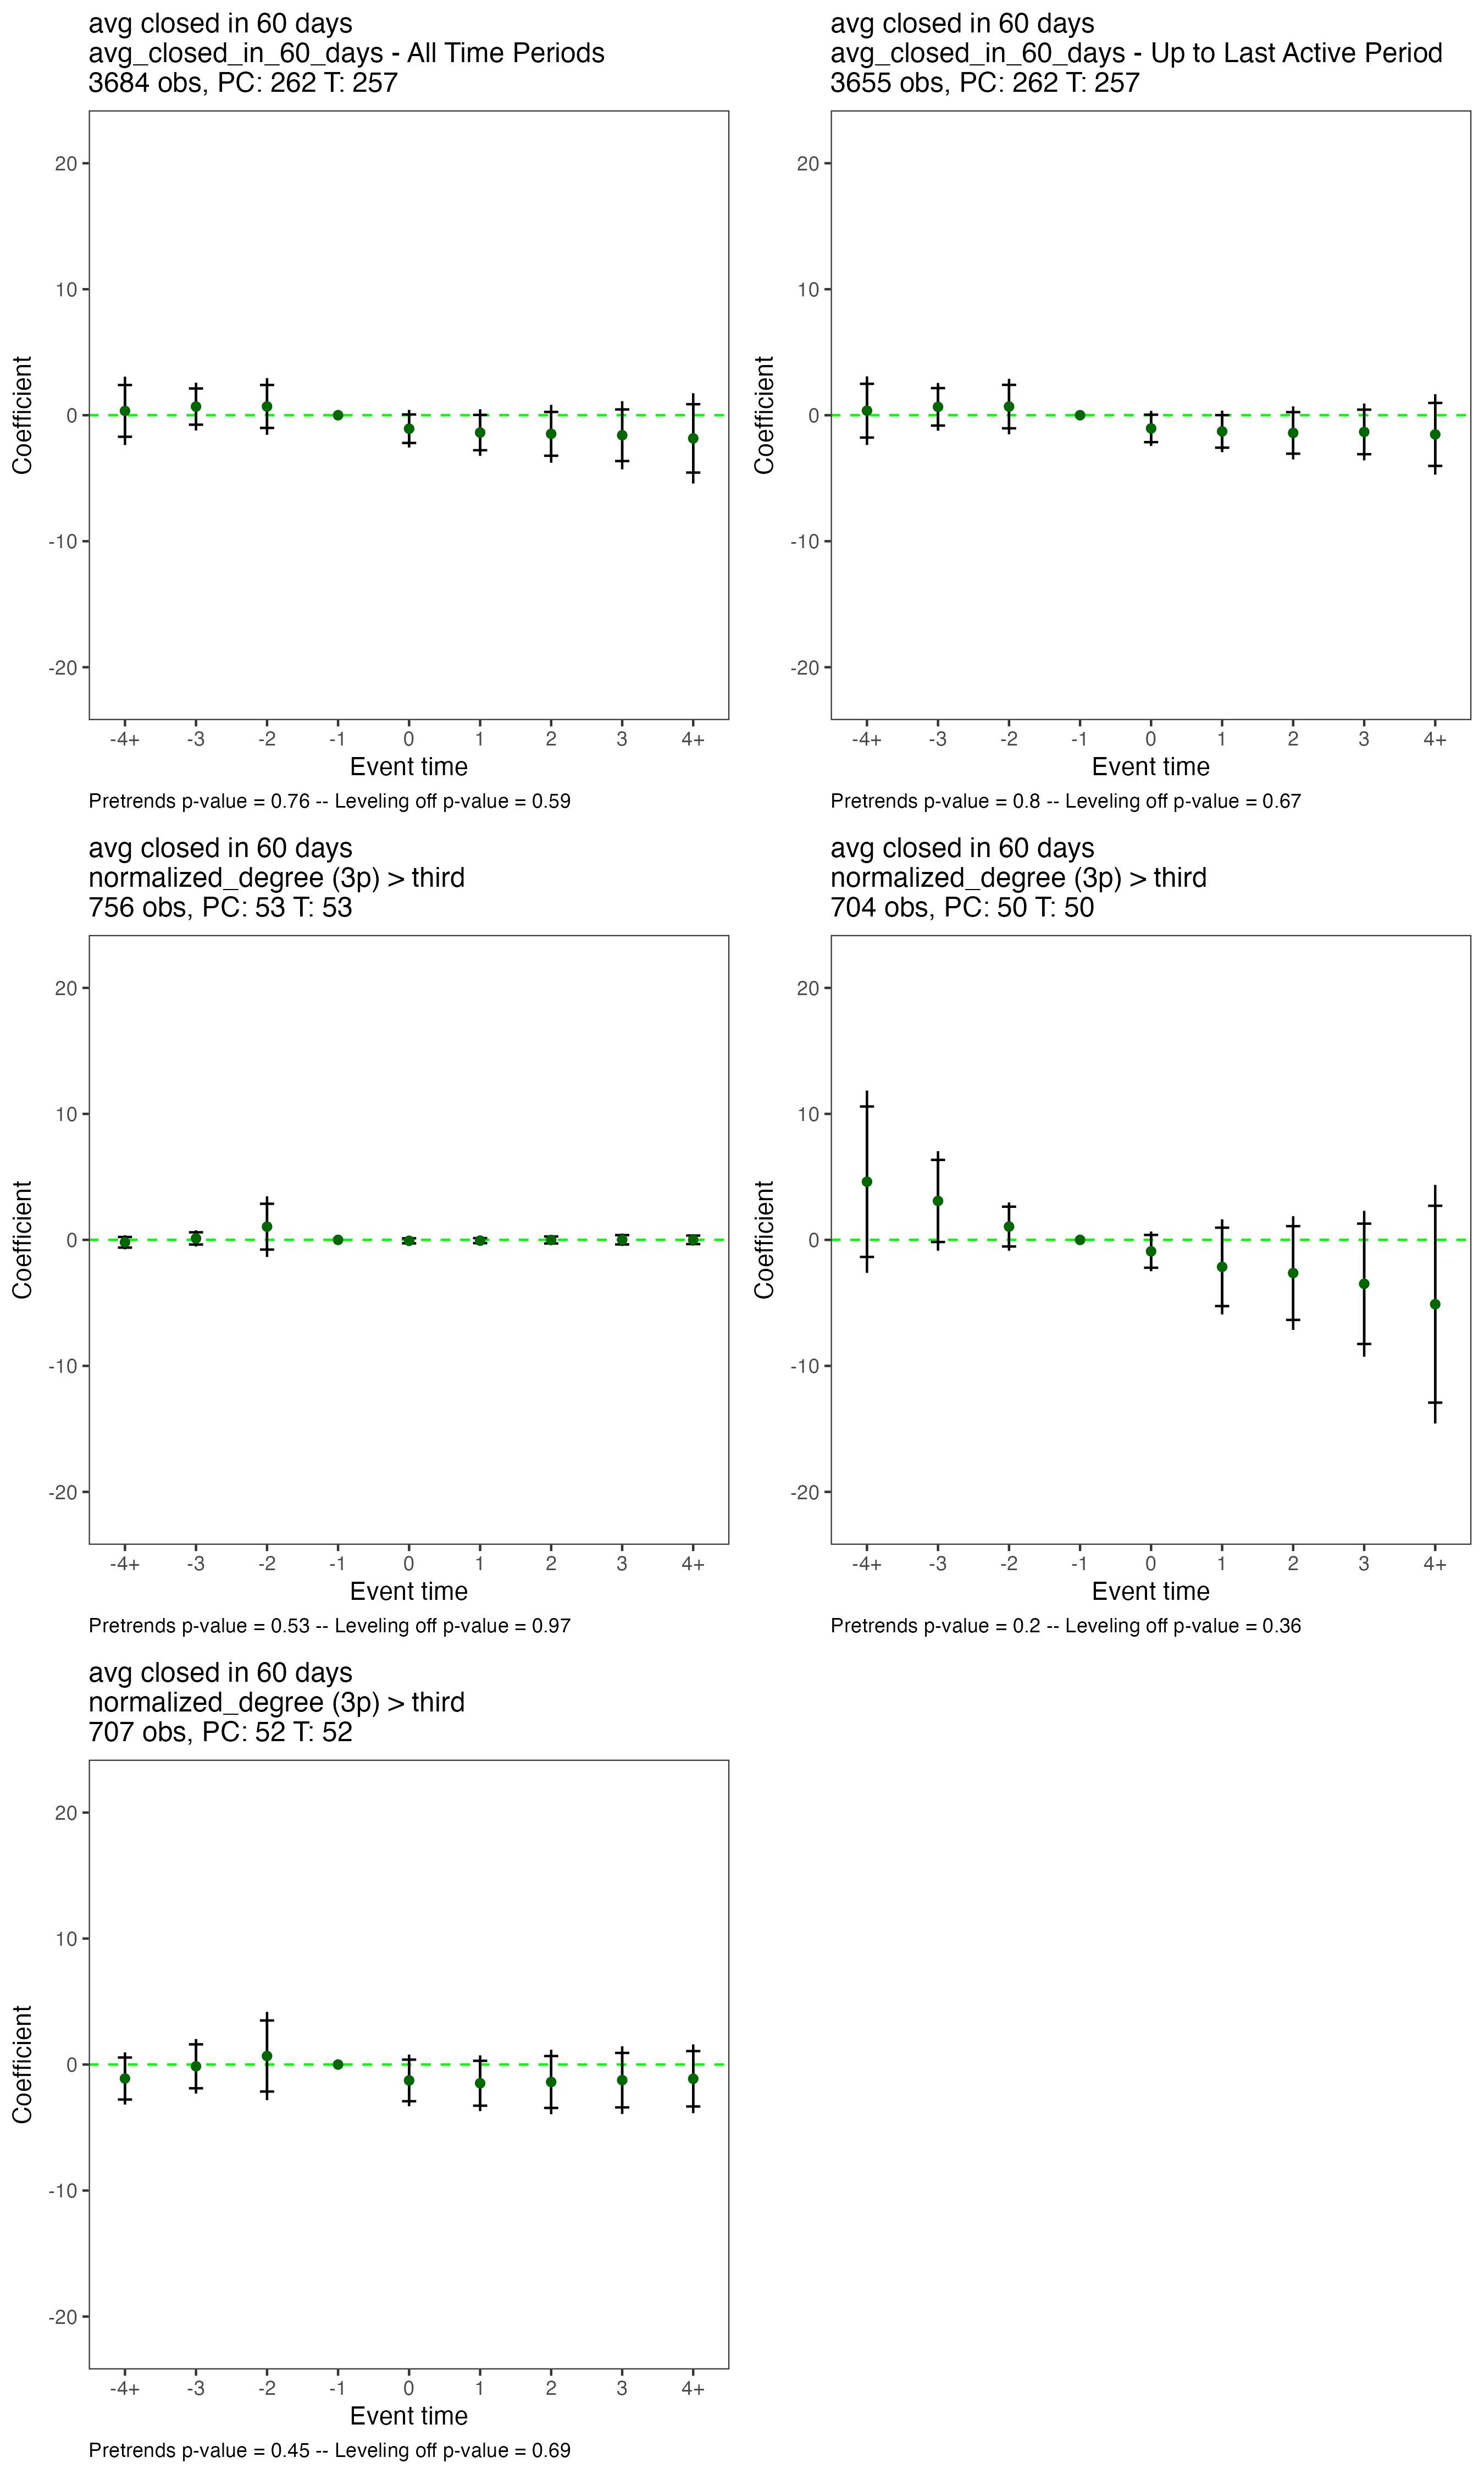 avg closed in 60 days
avg_closed_in_60_days - All Time Periods
3684 obs, PC: 262 T: 257
20
10
0
-10
-20
Coefficient
-4+ -3 -2 -1 0 1 2 3 4+
Event time
Pretrends p-value = 0.76 -- Leveling off p-value = 0.59
avg closed in 60 days
avg_closed_in_60_days - Up to Last Active Period
3655 obs, PC: 262 T: 257
20
10
0
-10
-20
Coefficient
-4+ -3 -2 -1 0 1 2 3 4+
Event time
Pretrends p-value = 0.8 -- Leveling off p-value = 0.67
avg closed in 60 days
normalized_degree (3p) > third
756 obs, PC: 53 T: 53
20
10
0
-10
-20
Coefficient
-4+ -3 -2 -1 0 1 2 3 4+
Event time
Pretrends p-value = 0.53 -- Leveling off p-value = 0.97
avg closed in 60 days
normalized_degree (3p) > third
704 obs, PC: 50 T: 50
20
10
0
-10
-20
Coefficient
-4+ -3 -2 -1 0 1 2 3 4+
Event time
Pretrends p-value = 0.2 -- Leveling off p-value = 0.36
avg closed in 60 days
normalized_degree (3p) > third
707 obs, PC: 52 T: 52
20
10
0
-10
-20
Coefficient
-4+ -3 -2 -1 0 1 2 3 4+
Event time
Pretrends p-value = 0.45 -- Leveling off p-value = 0.69